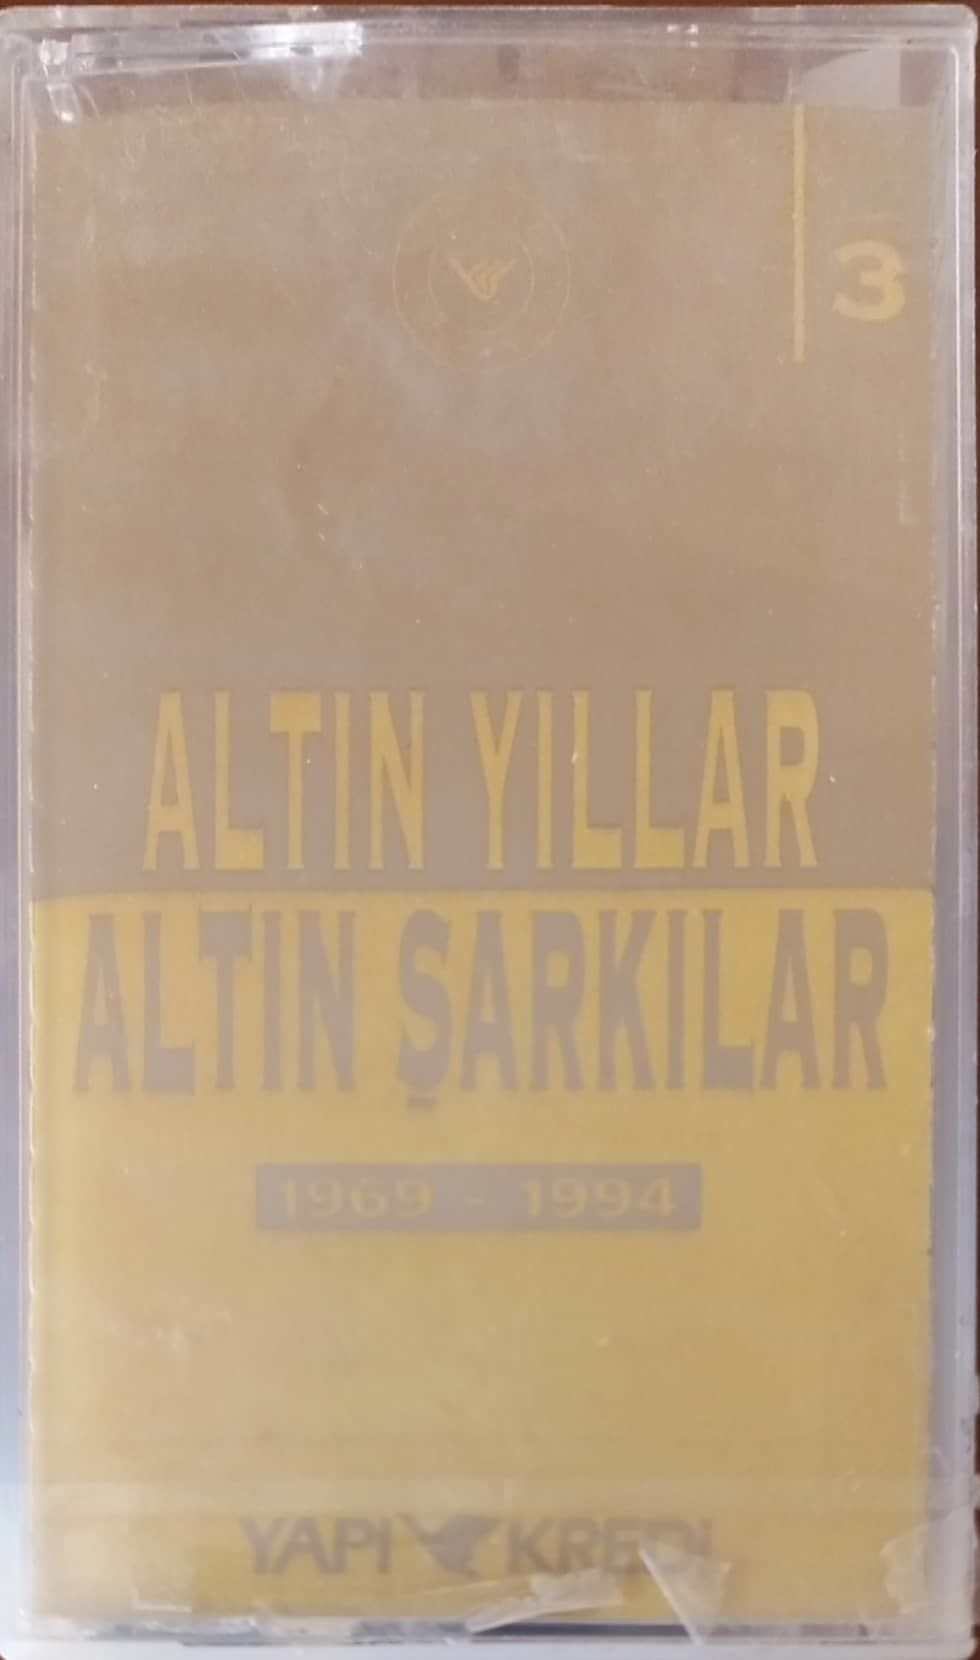 3
ALTIN YILLAR
ALTIN ŞARKILAR
1969 - 1994
YAPI KREDİ